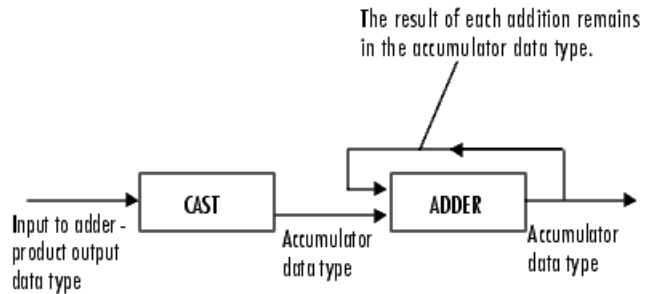 The result of each addition remains
in the accumulator data type.
CAST
ADDER
Input to adder -
product output
data type
Accumulator
data type
Accumulator
data type